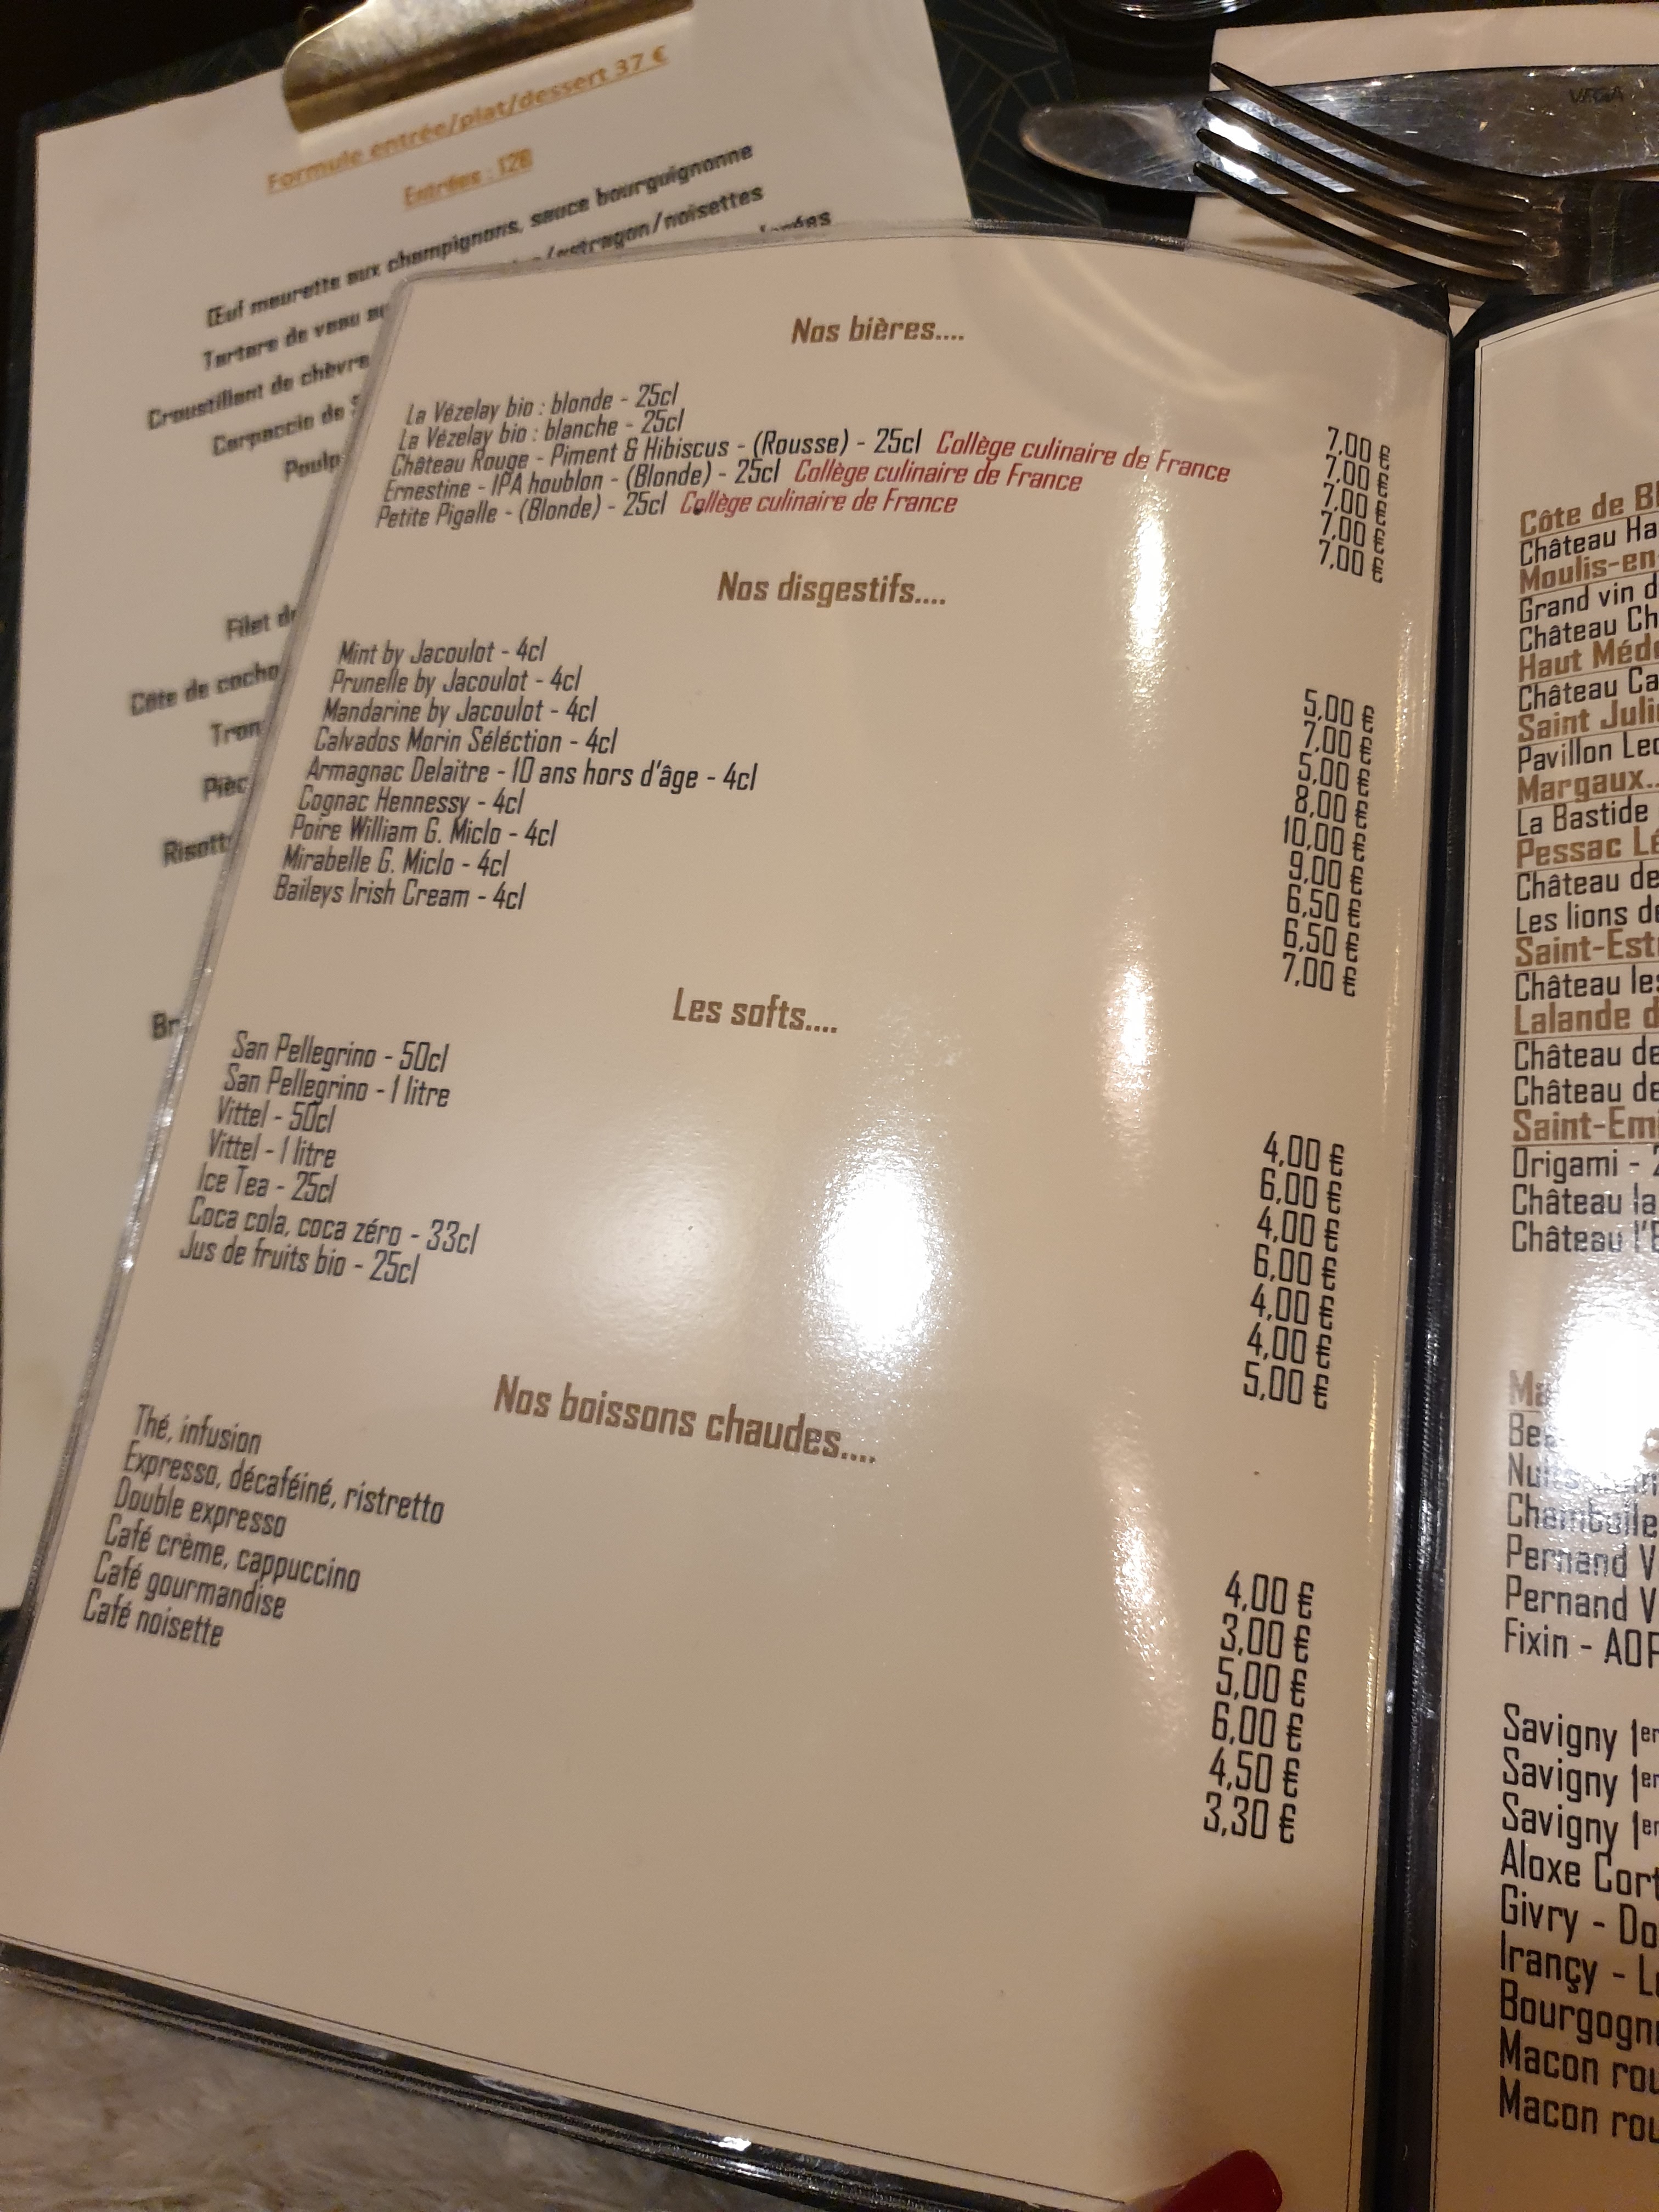 Formule entrée/plat/dessert 37 €
Entrées : 12€
Œuf meurette aux champignons, sauce bourguignonne
Tartare de veau
/estragon/noisettes
Croustillant de chèvre
Carpaccio de
Filet de
Côte de
Nos bières....
La Vézelay bio : blonde - 25cl 7,00 €
La Vézelay bio : blanche - 25cl 7,00 €
Château Rouge - Piment & Hibiscus - (Rousse) - 25cl Collège culinaire de France 7,00 €
Ernestine - IPA houblon - (Blonde) - 25cl Collège culinaire de France 7,00 €
Petite Pigalle - (Blonde) - 25cl Collège culinaire de France 7,00 €
Nos disgestifs....
Mint by Jacoulot - 4cl 5,00 €
Prunelle by Jacoulot - 4cl 7,00 €
Mandarine by Jacoulot - 4cl 5,00 €
Calvados Morin Séléction - 4cl 8,00 €
Armagnac Delaitre - 10 ans hors d'âge - 4cl 10,00 €
Cognac Hennessy - 4cl 9,00 €
Poire William G. Miclo - 4cl 6,50 €
Mirabelle G. Miclo - 4cl 6,50 €
Baileys Irish Cream - 4cl 7,00 €
Les softs....
San Pellegrino - 50cl 4,00 €
San Pellegrino - 1 litre 6,00 €
Vittel - 50cl 4,00 €
Vittel - 1 litre 6,00 €
Ice Tea - 25cl 4,00 €
Coca cola, coca zéro - 33cl 4,00 €
Jus de fruits bio - 25cl 5,00 €
Nos boissons chaudes....
Thé, infusion 4,00 €
Expresso, décaféiné, ristretto 3,00 €
Double expresso 5,00 €
Café crème, cappuccino 6,00 €
Café gourmandise 4,50 €
Café noisette 3,30 €
VEGA
Côte de Bl
Château Ha
Moulis-en-
Grand vin d
Château Ch
Haut Méd
Château Ca
Saint Juli
Pavillon Leo
Margaux..
La Bastide
Pessac Lé
Château de
Les lions de
Saint-Est
Château les
Lalande d
Château de
Château de
Saint-Emi
Origami - 2
Château la
Château l'E
Ma
Pernand V
Pernand V
Fixin - AOP
Savigny 1er
Savigny 1er
Savigny 1er
Aloxe Cort
Givry - Do
Irançy - L
Bourgogn
Macon rou
Macon rou